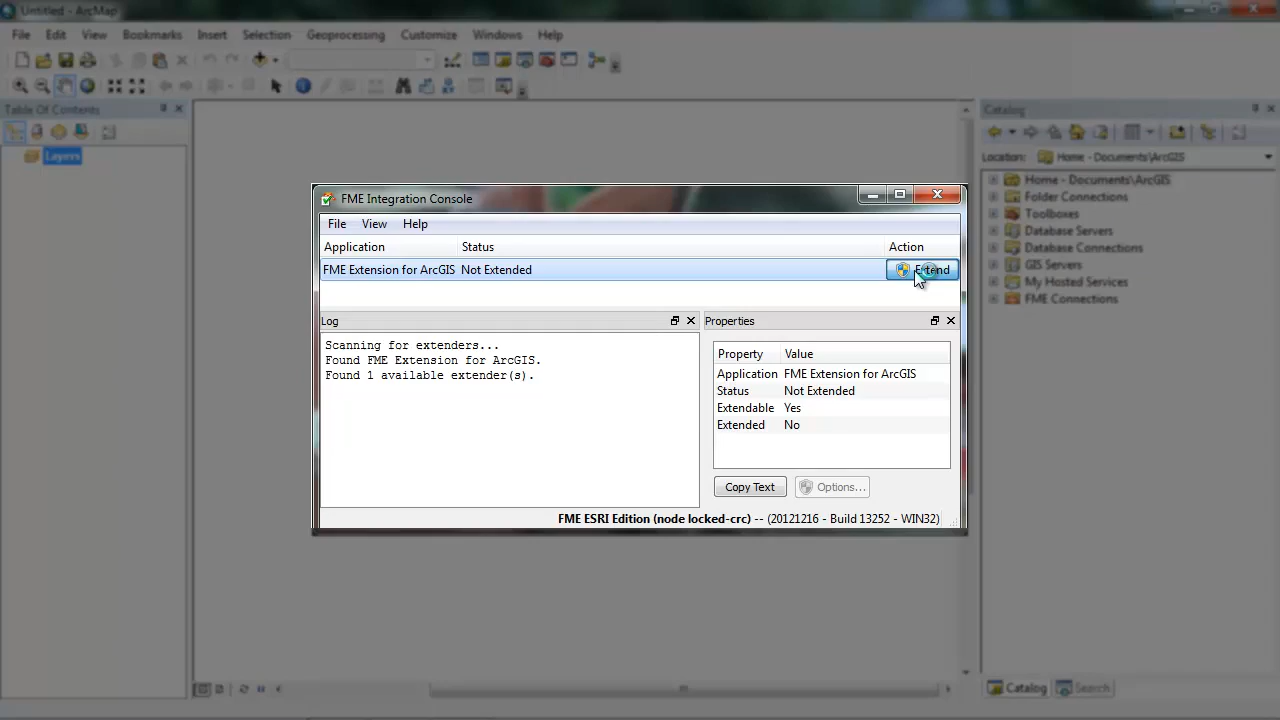 Untitled - ArcMap
File Edit View Bookmarks Insert Selection Geoprocessing Customize Windows Help
Table Of Contents
Layers
Catalog
Location: Home - Documents\ArcGIS
Home - Documents\ArcGIS
Folder Connections
Toolboxes
Database Servers
Database Connections
GIS Servers
My Hosted Services
FME Connections
Catalog Search
FME Integration Console
File View Help
Application Status Action
FME Extension for ArcGIS Not Extended Extend
Log
Scanning for extenders...
Found FME Extension for ArcGIS.
Found 1 available extender(s).
Properties
Property Value
Application FME Extension for ArcGIS
Status Not Extended
Extendable Yes
Extended No
Copy Text Options...
FME ESRI Edition (node locked-crc) -- (20121216 - Build 13252 - WIN32)